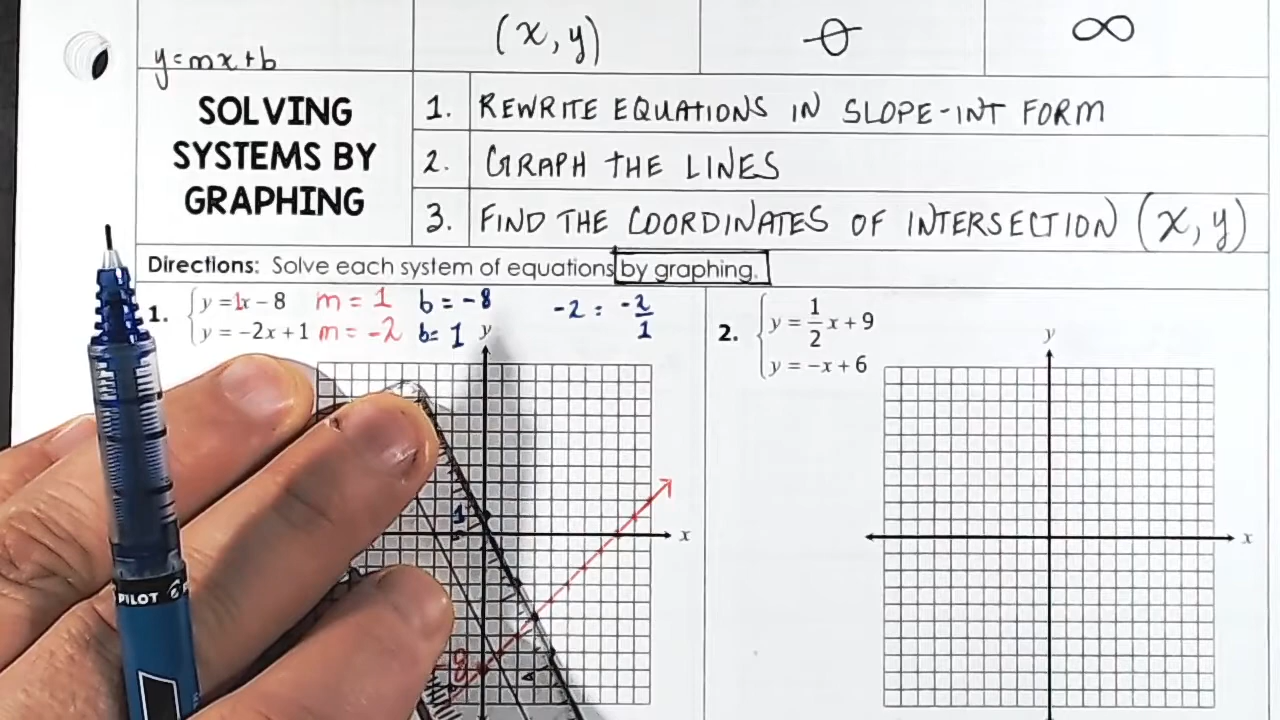 y=mx+b
(x,y)
∅
∞
SOLVING
SYSTEMS BY
GRAPHING
1. REWRITE EQUATIONS IN SLOPE-INT FORM
2. GRAPH THE LINES
3. FIND THE COORDINATES OF INTERSECTION (x,y)
Directions: Solve each system of equations by graphing.
1. y = 1x – 8 m = 1 b = -8 -2 : -2/1
y = –2x + 1 m = -2 b= 1
y
x
1
8
2. y = 1/2 x + 9
y = –x + 6
y
x
PILOT